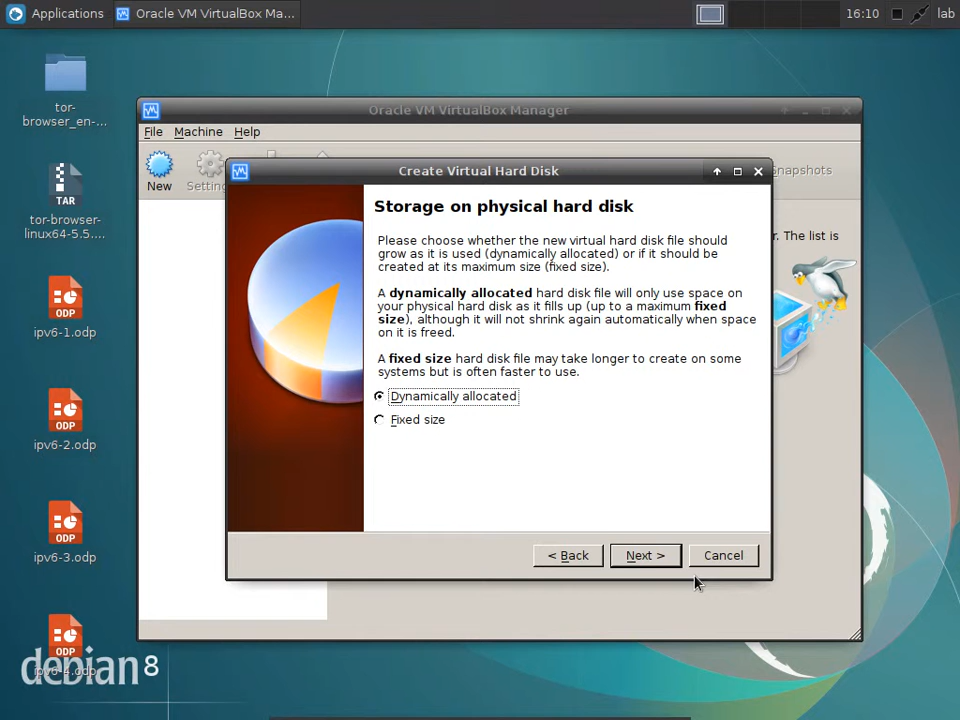 Applications
Oracle VM VirtualBox Ma...
16:10
lab
tor-
browser_en-...
TAR
tor-browser-
linux64-5.5....
ODP
ipv6-1.odp
ODP
ipv6-2.odp
ODP
ipv6-3.odp
ODP
ipv6-4.odp
debian 8
Oracle VM VirtualBox Manager
File Machine Help
New
Setting
Snapshots
r. The list is
Create Virtual Hard Disk
Storage on physical hard disk
Please choose whether the new virtual hard disk file should
grow as it is used (dynamically allocated) or if it should be
created at its maximum size (fixed size).
A dynamically allocated hard disk file will only use space on
your physical hard disk as it fills up (up to a maximum fixed
size), although it will not shrink again automatically when space
on it is freed.
A fixed size hard disk file may take longer to create on some
systems but is often faster to use.
Dynamically allocated
Fixed size
< Back
Next >
Cancel